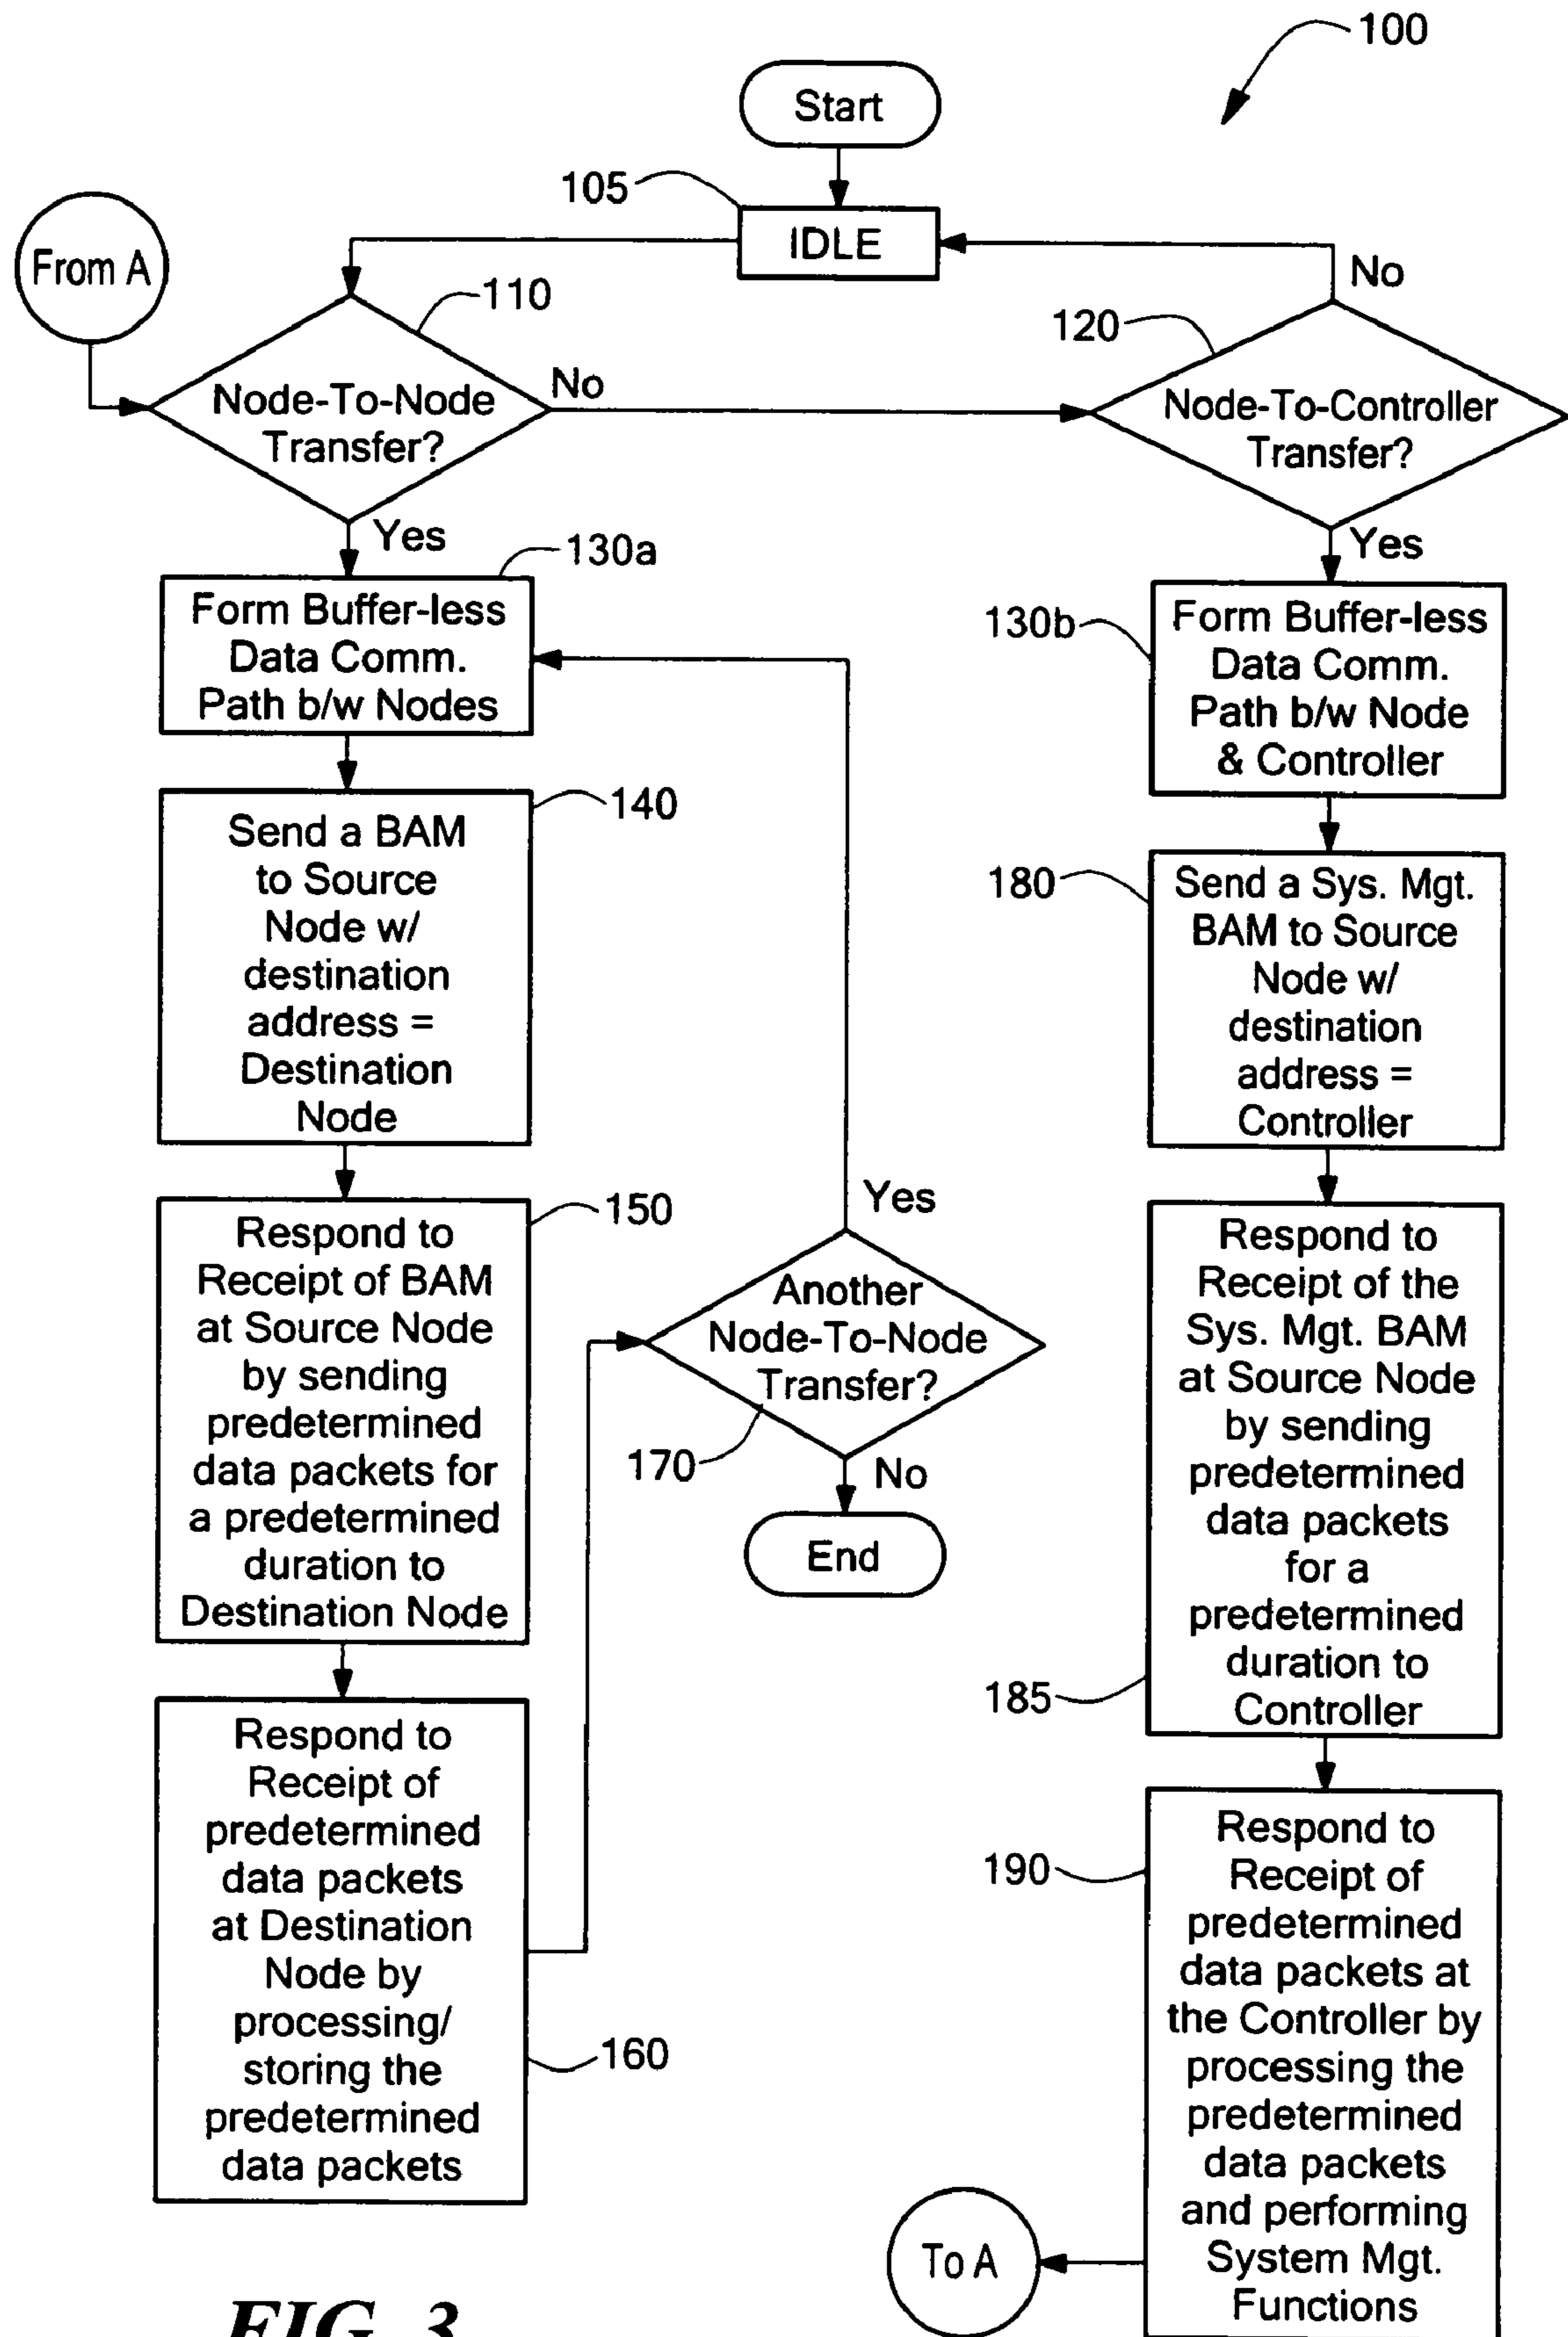 100
Start
105
IDLE
From A
No
110
120
Node-To-Node
Transfer?
No
Node-To-Controller
Transfer?
Yes
Yes
130a
Form Buffer-less
Data Comm.
Path b/w Nodes
130b
Form Buffer-less
Data Comm.
Path b/w Node
& Controller
140
Send a BAM
to Source
Node w/
destination
address =
Destination
Node
180
Send a Sys. Mgt.
BAM to Source
Node w/
destination
address =
Controller
150
Respond to
Receipt of BAM
at Source Node
by sending
predetermined
data packets for
a predetermined
duration to
Destination Node
Yes
Another
Node-To-Node
Transfer?
170
No
End
Respond to
Receipt of the
Sys. Mgt. BAM
at Source Node
by sending
predetermined
data packets
for a
predetermined
duration to
Controller
185
Respond to
Receipt of
predetermined
data packets
at Destination
Node by
processing/
storing the
predetermined
data packets
160
190
Respond to
Receipt of
predetermined
data packets at
the Controller by
processing the
predetermined
data packets
and performing
System Mgt.
Functions
To A
FIG. 3